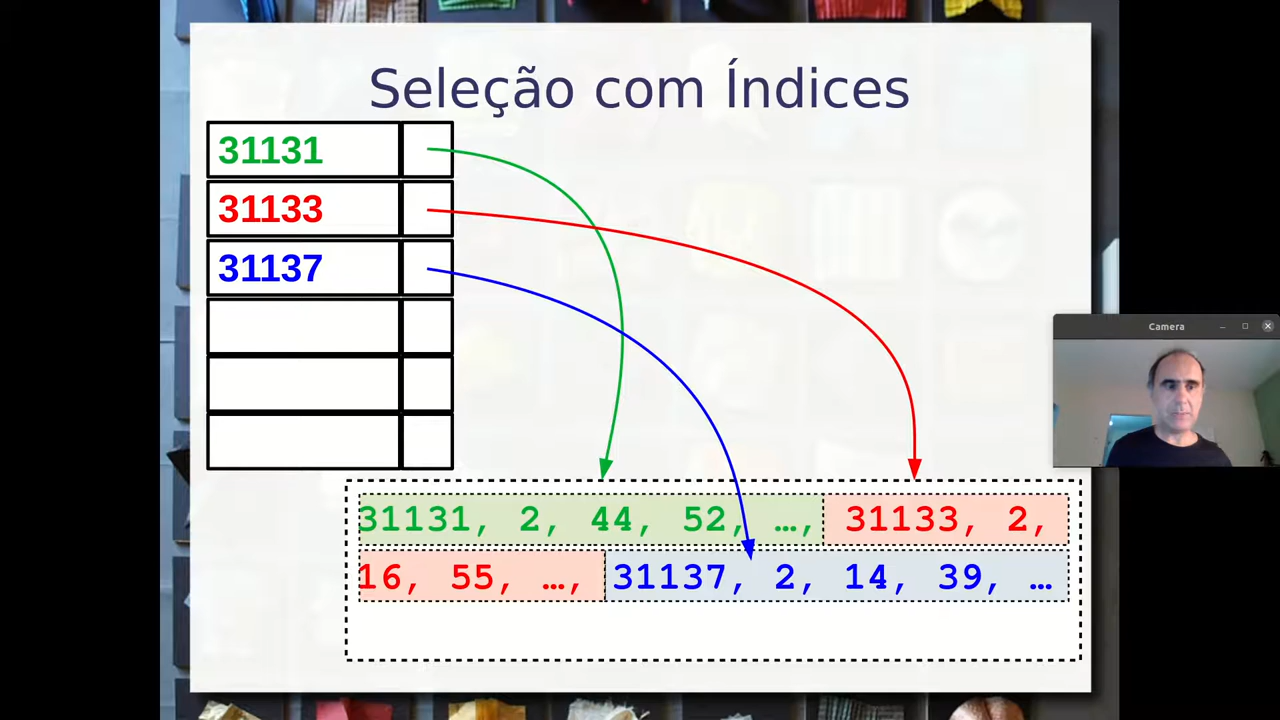 Seleção com Índices
31131
31133
31137
Camera
31131, 2, 44, 52, …, 31133, 2,
16, 55, …, 31137, 2, 14, 39, …